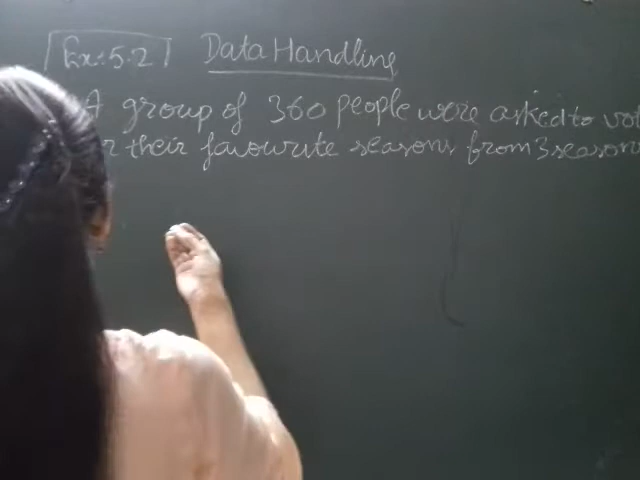 Ex:5.2 Data Handling
A group of 360 people were asked to vot
r their favourite seasons from 3 seasons